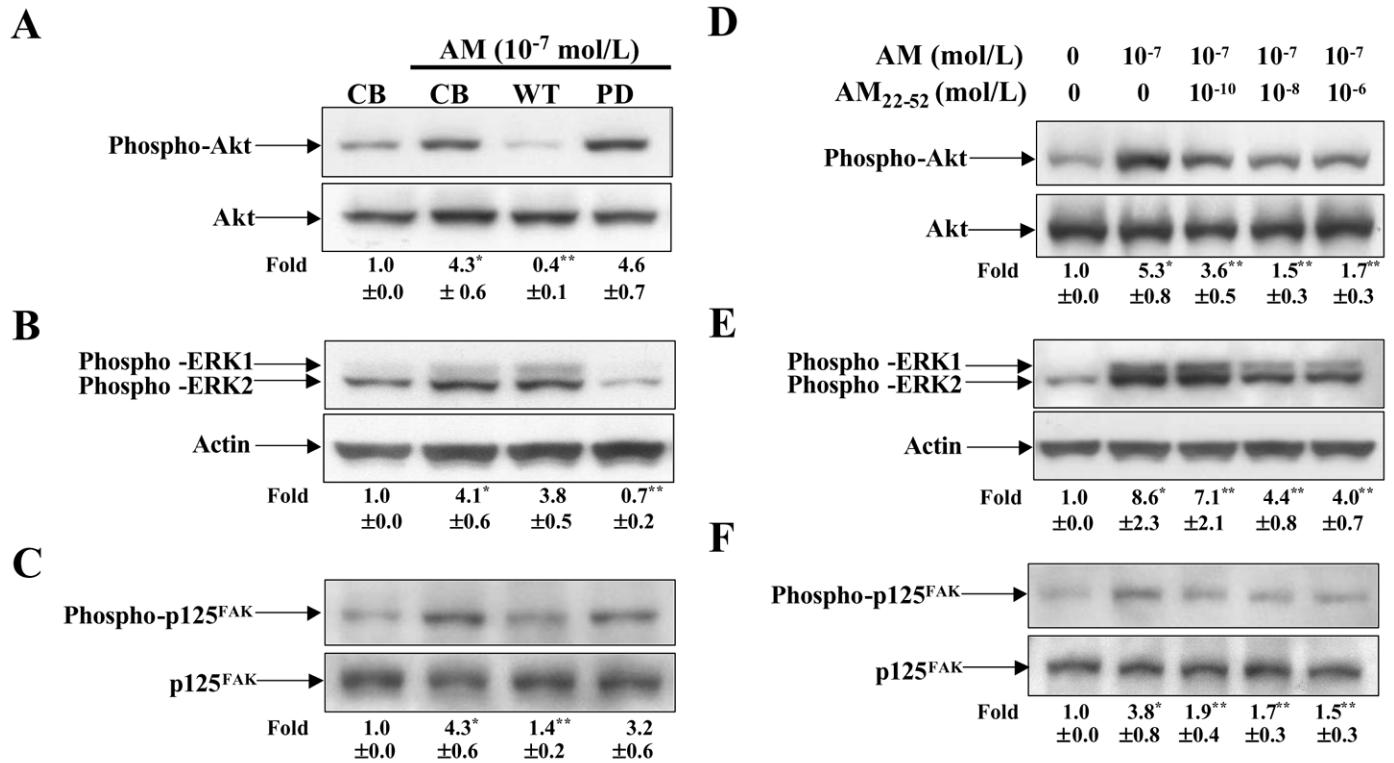 A
AM (10⁻⁷ mol/L)
CB CB WT PD
Phospho-Akt
Akt
Fold 1.0 4.3* 0.4** 4.6
±0.0 ± 0.6 ±0.1 ±0.7
B
Phospho -ERK1
Phospho -ERK2
Actin
Fold 1.0 4.1* 3.8 0.7**
±0.0 ±0.6 ±0.5 ±0.2
C
Phospho-p125ᶠᴬᴷ
p125ᶠᴬᴷ
Fold 1.0 4.3* 1.4** 3.2
±0.0 ±0.6 ±0.2 ±0.6
D
AM (mol/L) 0 10⁻⁷ 10⁻⁷ 10⁻⁷ 10⁻⁷
AM₂₂₋₅₂ (mol/L) 0 0 10⁻¹⁰ 10⁻⁸ 10⁻⁶
Phospho-Akt
Akt
Fold 1.0 5.3* 3.6** 1.5** 1.7**
±0.0 ±0.8 ±0.5 ±0.3 ±0.3
E
Phospho -ERK1
Phospho -ERK2
Actin
Fold 1.0 8.6* 7.1** 4.4** 4.0**
±0.0 ±2.3 ±2.1 ±0.8 ±0.7
F
Phospho-p125ᶠᴬᴷ
p125ᶠᴬᴷ
Fold 1.0 3.8* 1.9** 1.7** 1.5**
±0.0 ±0.8 ±0.4 ±0.3 ±0.3